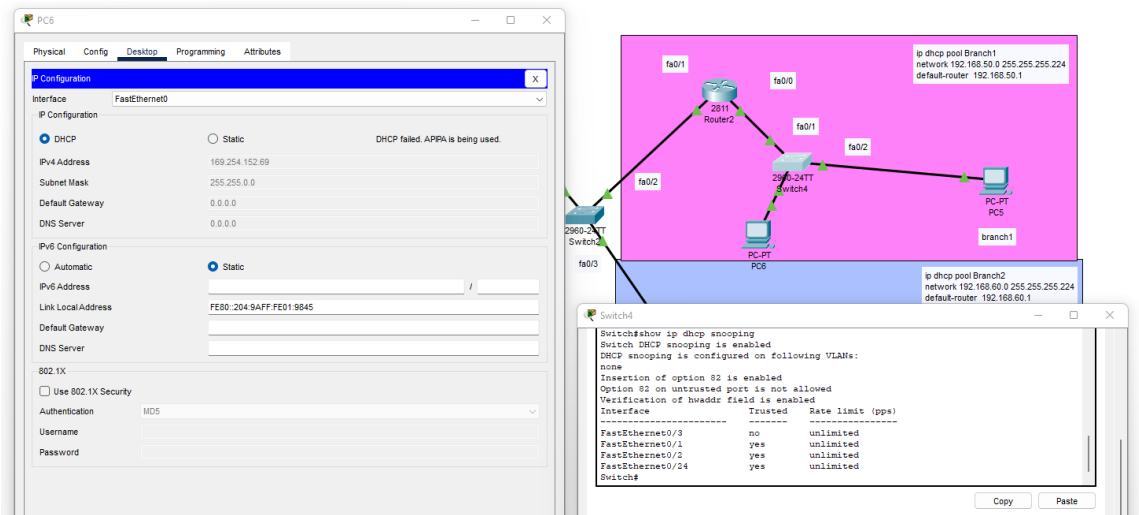 PC6
Physical Config Desktop Programming Attributes
IP Configuration X
Interface FastEthernet0
IP Configuration
DHCP Static DHCP failed. APIPA is being used.
IPv4 Address 169.254.152.69
Subnet Mask 255.255.0.0
Default Gateway 0.0.0.0
DNS Server 0.0.0.0
IPv6 Configuration
Automatic Static
IPv6 Address /
Link Local Address FE80::204:9AFF:FE01:9845
Default Gateway
DNS Server
802.1X
Use 802.1X Security
Authentication MD5
Username
Password
fa0/1
fa0/0
2811
Router2
ip dhcp pool Branch1
network 192.168.50.0 255.255.255.224
default-router 192.168.50.1
fa0/1
fa0/2
2960-24TT
Switch4
fa0/2
PC-PT
PC5
branch1
2960-24TT
Switch2
PC-PT
PC6
fa0/3
ip dhcp pool Branch2
network 192.168.60.0 255.255.255.224
default-router 192.168.60.1
Switch4
Switch#show ip dhcp snooping
Switch DHCP snooping is enabled
DHCP snooping is configured on following VLANs:
none
Insertion of option 82 is enabled
Option 82 on untrusted port is not allowed
Verification of hwaddr field is enabled
Interface Trusted Rate limit (pps)
----------------------- ------- ----------------
FastEthernet0/3 no unlimited
FastEthernet0/1 yes unlimited
FastEthernet0/2 yes unlimited
FastEthernet0/24 yes unlimited
Switch#
Copy Paste